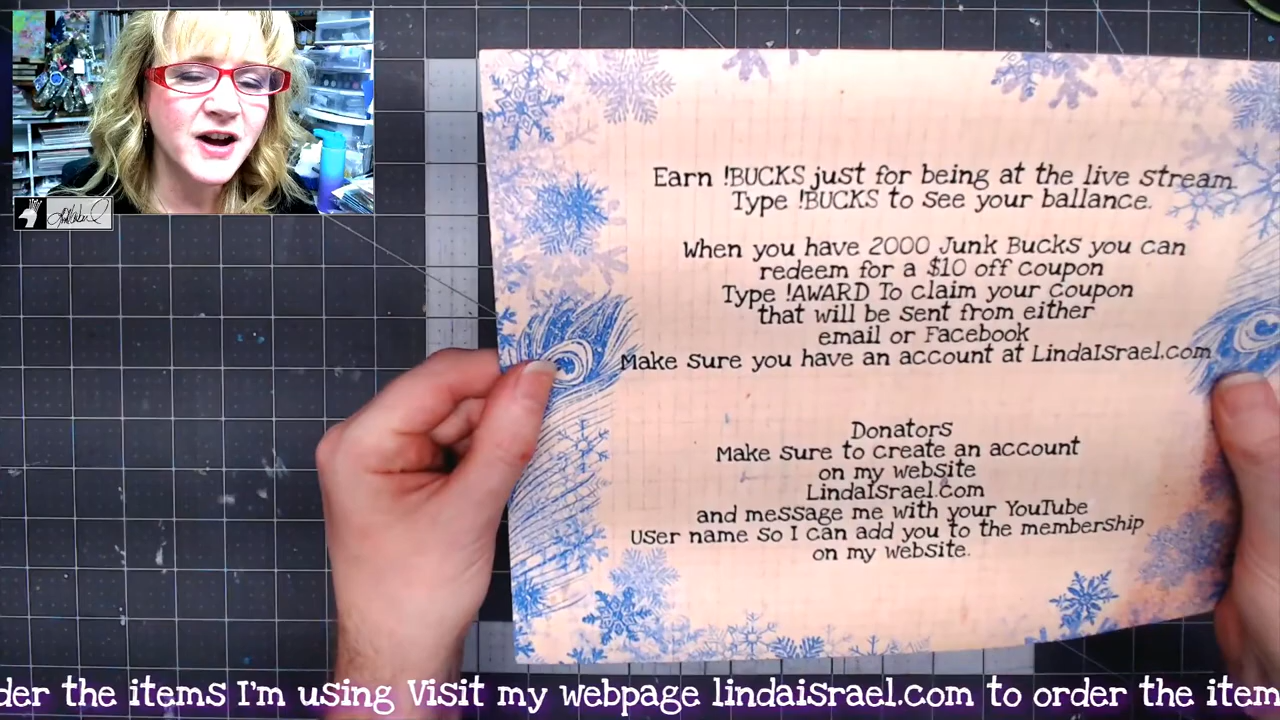 Earn !BUCKS just for being at the live stream.
Type !BUCKS to see your ballance.
When you have 2000 Junk Bucks you can
redeem for a $10 off coupon
Type !AWARD To claim your coupon
that will be sent from either
email or Facebook
Make sure you have an account at LindaIsrael.com
Donators
Make sure to create an account
on my website
LindaIsrael.com
and message me with your YouTube
User name so I can add you to the membership
on my website.
der the items I'm using Visit my webpage lindaisrael.com to order the item